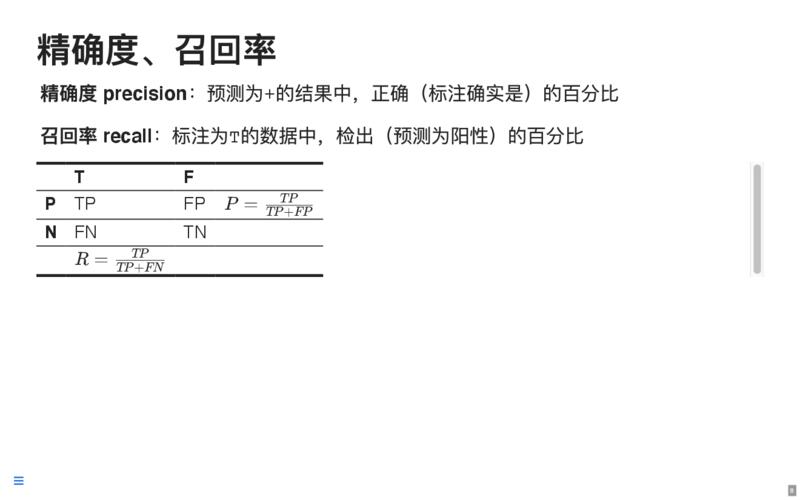 精确度、召回率
精确度 precision：预测为+的结果中，正确（标注确实是）的百分比
召回率 recall：标注为T的数据中，检出（预测为阳性）的百分比
T F
P TP FP P = TP/(TP+FP)
N FN TN
R = TP/(TP+FN)